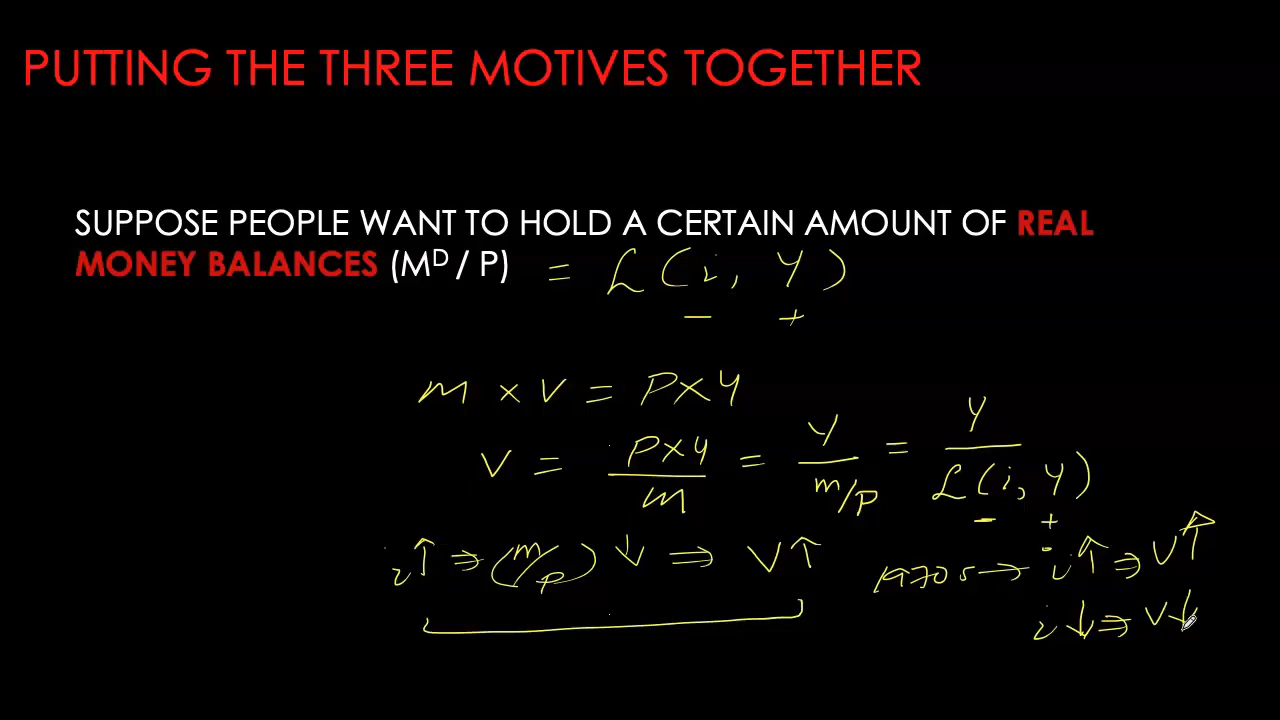 PUTTING THE THREE MOTIVES TOGETHER
SUPPOSE PEOPLE WANT TO HOLD A CERTAIN AMOUNT OF REAL
MONEY BALANCES (Mᴰ / P) = L (i, Y)
− +
M × V = P × Y
V = P×Y / M = Y / M/P = Y / L(i, Y)
− +
i↑ ⇒ (M/P)↓ ⇒ V↑
1970s → i↑ ⇒ V↑
i↓ ⇒ V↓